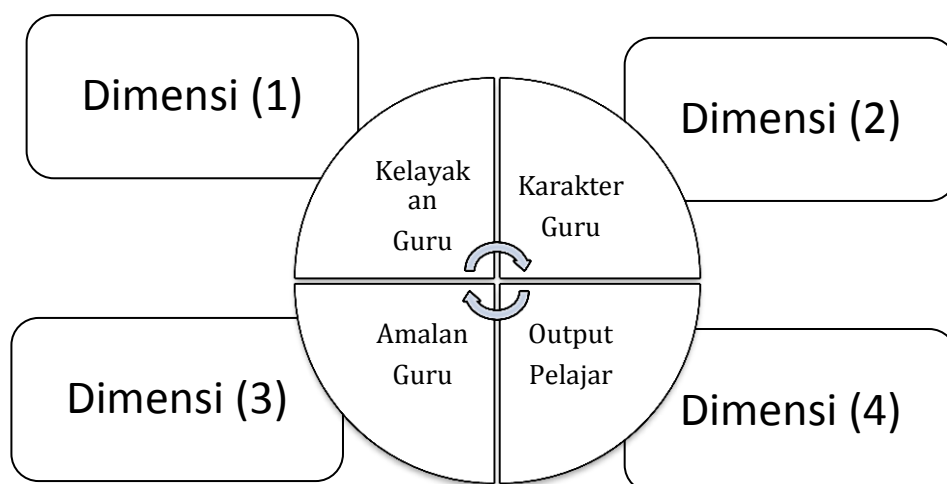 Dimensi (1)
Dimensi (2)
Kelayak
an
Guru
Karakter
Guru
Amalan
Guru
Output
Pelajar
Dimensi (3)
Dimensi (4)